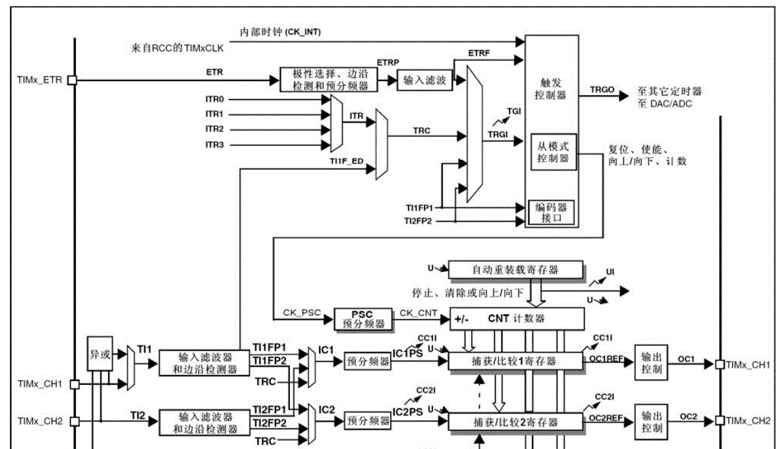 内部时钟 (CK_INT)
来自RCC的TIMxCLK
TIMx_ETR
ETR
极性选择、边沿
检测和预分频器
ETRP
输入滤波
ETRF
触发
控制器
TRGO
至其它定时器
至 DAC/ADC
ITR0
ITR1
ITR2
ITR3
ITR
TI1F_ED
TRC
TGI
TRGI
从模式
控制器
复位、使能、
向上/向下、计数
TI1FP1
TI2FP2
编码器
接口
U
自动重装载寄存器
UI
停止、清除或向上/向下
U
CK_PSC
PSC
预分频器
CK_CNT
+/-
CNT 计数器
异或
TI1
输入滤波器
和边沿检测器
TI1FP1
TI1FP2
TRC
IC1
预分频器
IC1PS
CC1I
U
捕获/比较1寄存器
CC1I
OC1REF
输出
控制
OC1
TIMx_CH1
TIMx_CH1
TIMx_CH2
TI2
输入滤波器
和边沿检测器
TI2FP1
TI2FP2
TRC
IC2
预分频器
IC2PS
CC2I
U
捕获/比较2寄存器
CC2I
OC2REF
输出
控制
OC2
TIMx_CH2